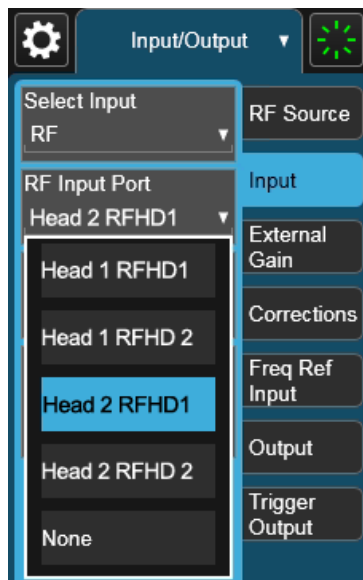 Input/Output
Select Input
RF
RF Input Port
Head 2 RFHD1
Head 1 RFHD1
Head 1 RFHD 2
Head 2 RFHD1
Head 2 RFHD 2
None
RF Source
Input
External
Gain
Corrections
Freq Ref
Input
Output
Trigger
Output